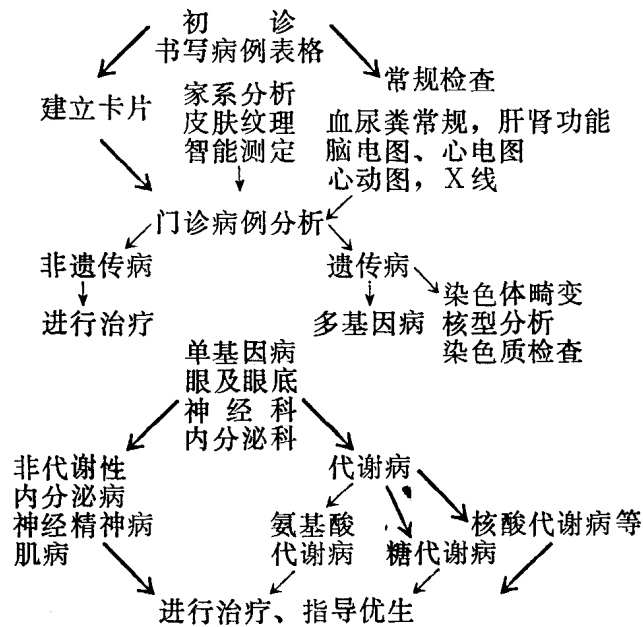 初 诊
书写病例表格
建立卡片
家系分析
皮肤纹理
智能测定
常规检查
血尿粪常规，肝肾功能
脑电图、心电图
心动图，X线
门诊病例分析
非遗传病
进行治疗
遗传病
多基因病
染色体畸变
核型分析
染色质检查
单基因病
眼及眼底
神经科
内分泌科
非代谢性
内分泌病
神经精神病
肌病
代谢病
氨基酸
代谢病
糖代谢病
核酸代谢病等
进行治疗、指导优生